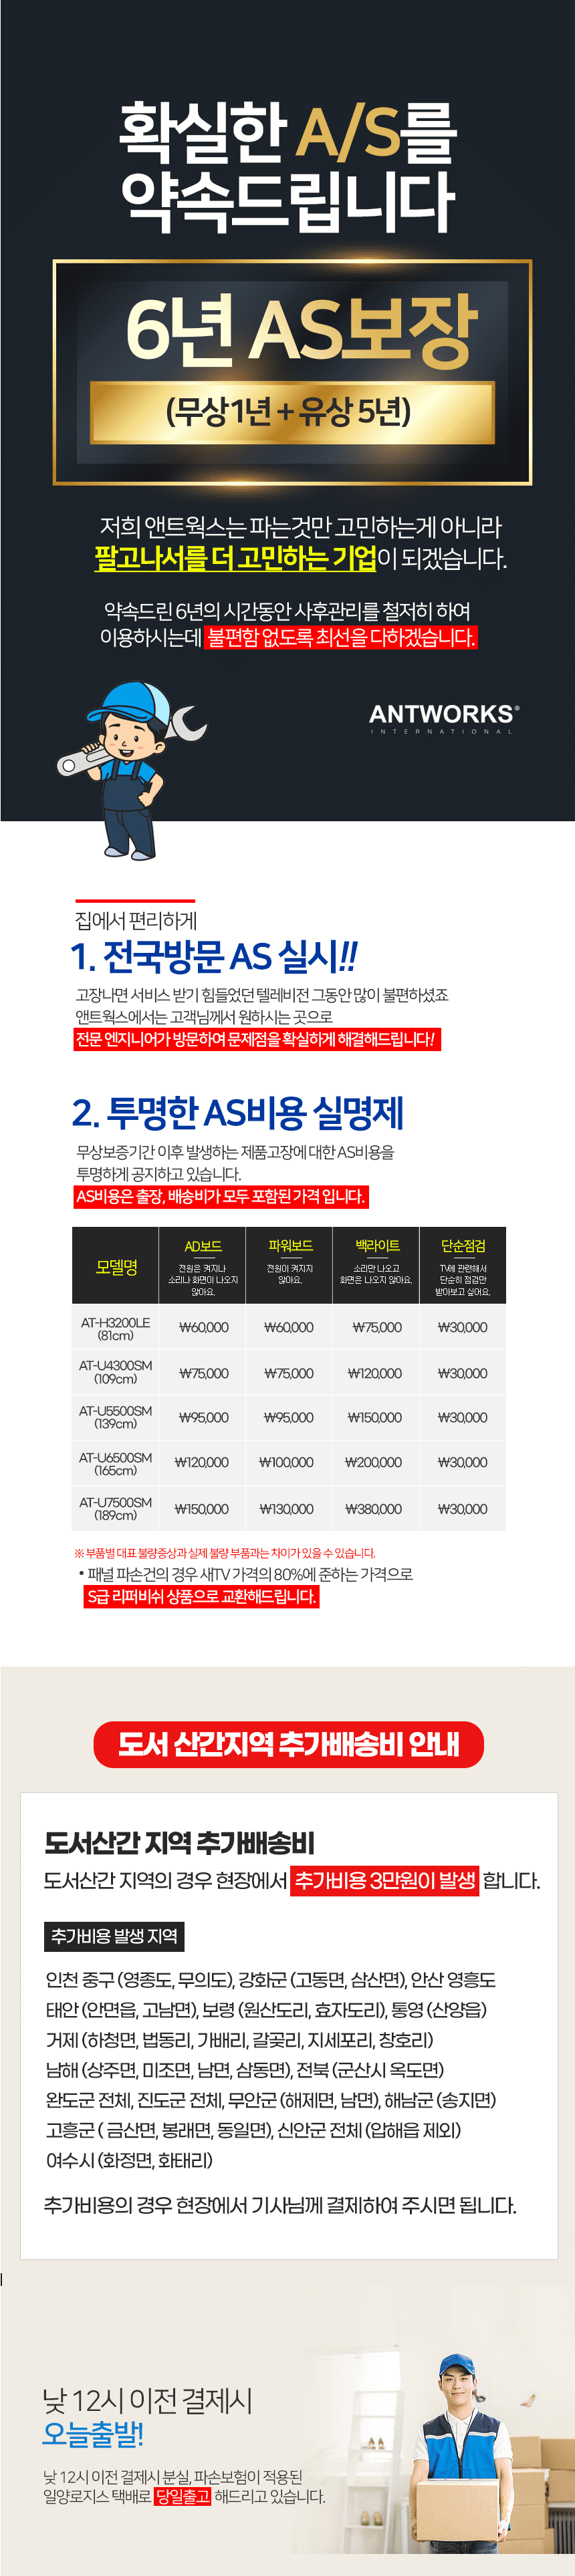 확실한 A/S를
약속드립니다
6년 AS보장
(무상1년 + 유상 5년)
저희 앤트웍스는 파는것만 고민하는게 아니라
팔고나서를 더 고민하는 기업이 되겠습니다.
약속드린 6년의 시간동안 사후관리를 철저히 하여
이용하시는데 불편함 없도록 최선을 다하겠습니다.
ANTWORKS®
INTERNATIONAL
집에서 편리하게
1. 전국방문 AS 실시!!
고장나면 서비스 받기 힘들었던 텔레비전 그동안 많이 불편하셨죠
앤트웍스에서는 고객님께서 원하시는 곳으로
전문 엔지니어가 방문하여 문제점을 확실하게 해결해드립니다!
2. 투명한 AS비용 실명제
무상보증기간 이후 발생하는 제품고장에 대한 AS비용을
투명하게 공지하고 있습니다.
AS비용은 출장, 배송비가 모두 포함된 가격 입니다.
모델명
AD보드
전원은 켜지나
소리나 화면이 나오지
않아요.
파워보드
전원이 켜지지
않아요.
백라이트
소리만 나오고
화면은 나오지 않아요.
단순점검
TV에 관련해서
단순히 점검만
받아보고 싶어요.
AT-H3200LE
(81cm)
₩60,000 ₩60,000 ₩75,000 ₩30,000
AT-U4300SM
(109cm)
₩75,000 ₩75,000 ₩120,000 ₩30,000
AT-U5500SM
(139cm)
₩95,000 ₩95,000 ₩150,000 ₩30,000
AT-U6500SM
(165cm)
₩120,000 ₩100,000 ₩200,000 ₩30,000
AT-U7500SM
(189cm)
₩150,000 ₩130,000 ₩380,000 ₩30,000
※ 부품별 대표 불량증상과 실제 불량 부품과는 차이가 있을 수 있습니다.
• 패널 파손건의 경우 새TV 가격의 80%에 준하는 가격으로
S급 리퍼비쉬 상품으로 교환해드립니다.
도서 산간지역 추가배송비 안내
도서산간 지역 추가배송비
도서산간 지역의 경우 현장에서 추가비용 3만원이 발생 합니다.
추가비용 발생 지역
인천 중구 (영종도, 무의도), 강화군 (고동면, 삼산면), 안산 영흥도
태안 (안면읍, 고남면), 보령 (원산도리, 효자도리), 통영 (산양읍)
거제 (하청면, 법동리, 가배리, 갈곶리, 지세포리, 창호리)
남해 (상주면, 미조면, 남면, 삼동면), 전북 (군산시 옥도면)
완도군 전체, 진도군 전체, 무안군 (해제면, 남면), 해남군 (송지면)
고흥군 ( 금산면, 봉래면, 동일면), 신안군 전체 (압해읍 제외)
여수시 (화정면, 화태리)
추가비용의 경우 현장에서 기사님께 결제하여 주시면 됩니다.
낮 12시 이전 결제시
오늘출발!
낮 12시 이전 결제시 분실, 파손보험이 적용된
일양로지스 택배로 당일출고 해드리고 있습니다.